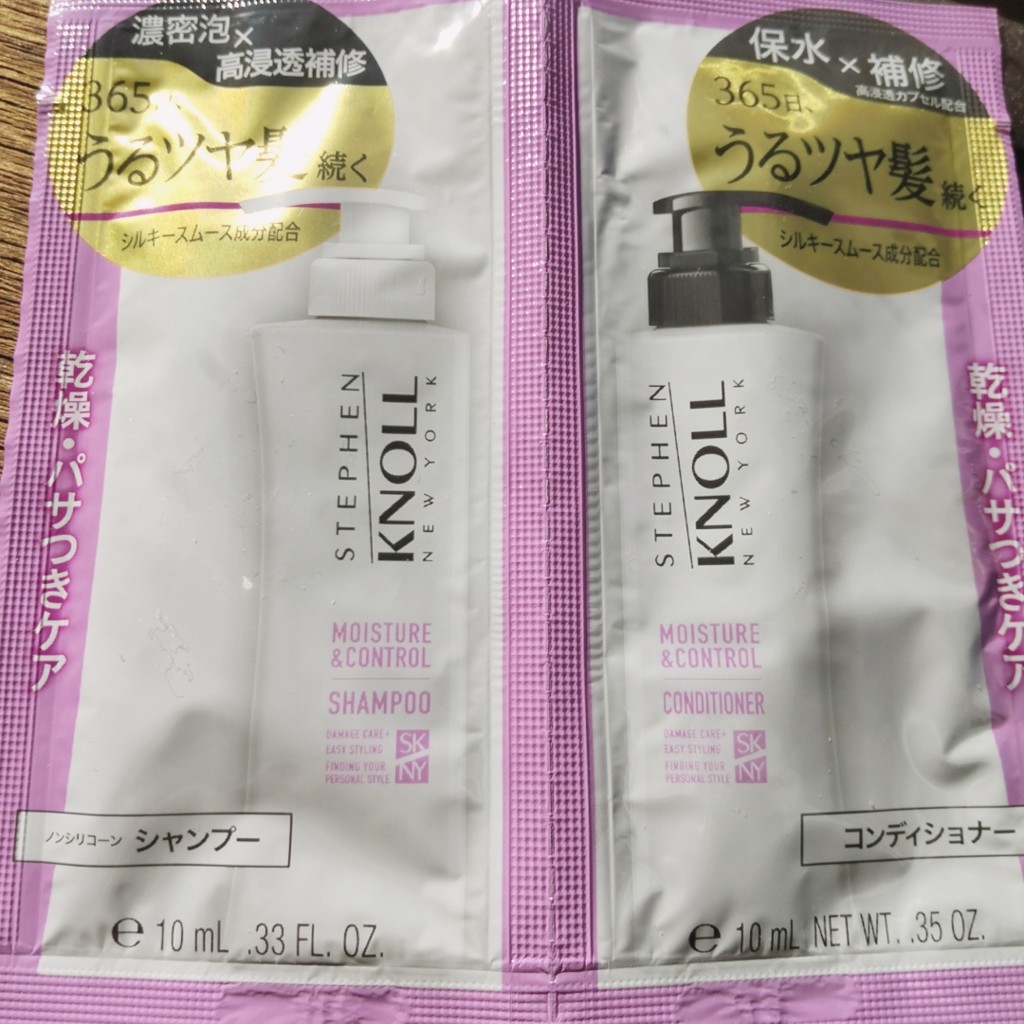 濃密泡×
高浸透補修
365
うるツヤ髪続く
シルキースムース成分配合
乾燥・パサつきケア
STEPHEN
KNOLL
NEW YORK
MOISTURE
&CONTROL
SHAMPOO
DAMAGE CARE+
EASY STYLING
FINDING YOUR
PERSONAL STYLE
SK
NY
ノンシリコーン シャンプー
℮ 10 mL .33 FL. OZ.
保水×補修
高浸透カプセル配合
365日、
うるツヤ髪続く
シルキースムース成分配合
乾燥・パサつきケア
STEPHEN
KNOLL
NEW YORK
MOISTURE
&CONTROL
CONDITIONER
DAMAGE CARE+
EASY STYLING
FINDING YOUR
PERSONAL STYLE
SK
NY
コンディショナー
℮ 10 mL NET WT. .35 OZ.